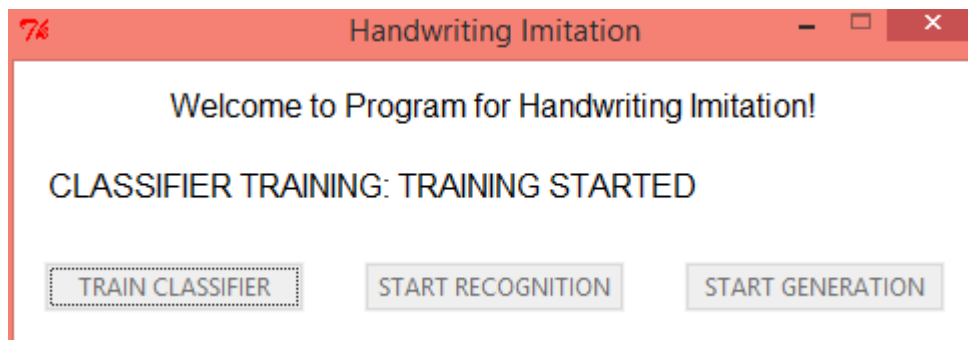 Handwriting Imitation
Welcome to Program for Handwriting Imitation!
CLASSIFIER TRAINING: TRAINING STARTED
TRAIN CLASSIFIER START RECOGNITION START GENERATION